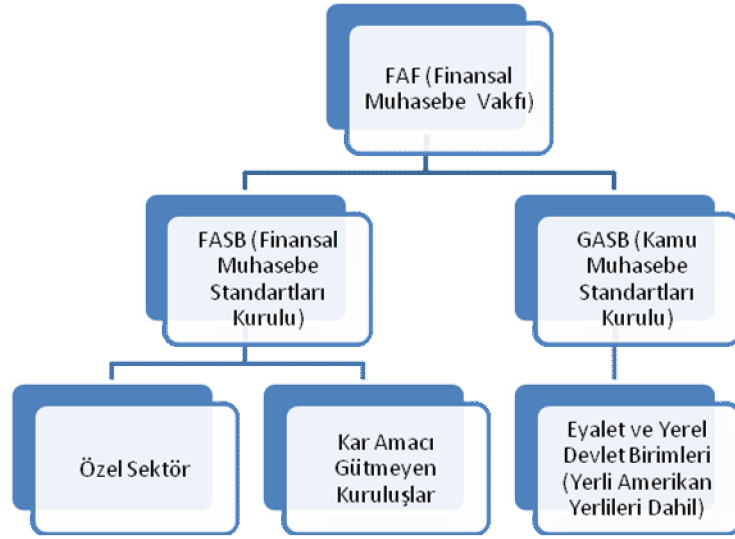 FAF (Finansal
Muhasebe Vakfı)
FASB (Finansal
Muhasebe
Standartları
Kurulu)
GASB (Kamu
Muhasebe
Standartları
Kurulu)
Özel Sektör
Kar Amacı
Gütmeyen
Kuruluşlar
Eyalet ve Yerel
Devlet Birimleri
(Yerli Amerikan
Yerlileri Dahil)